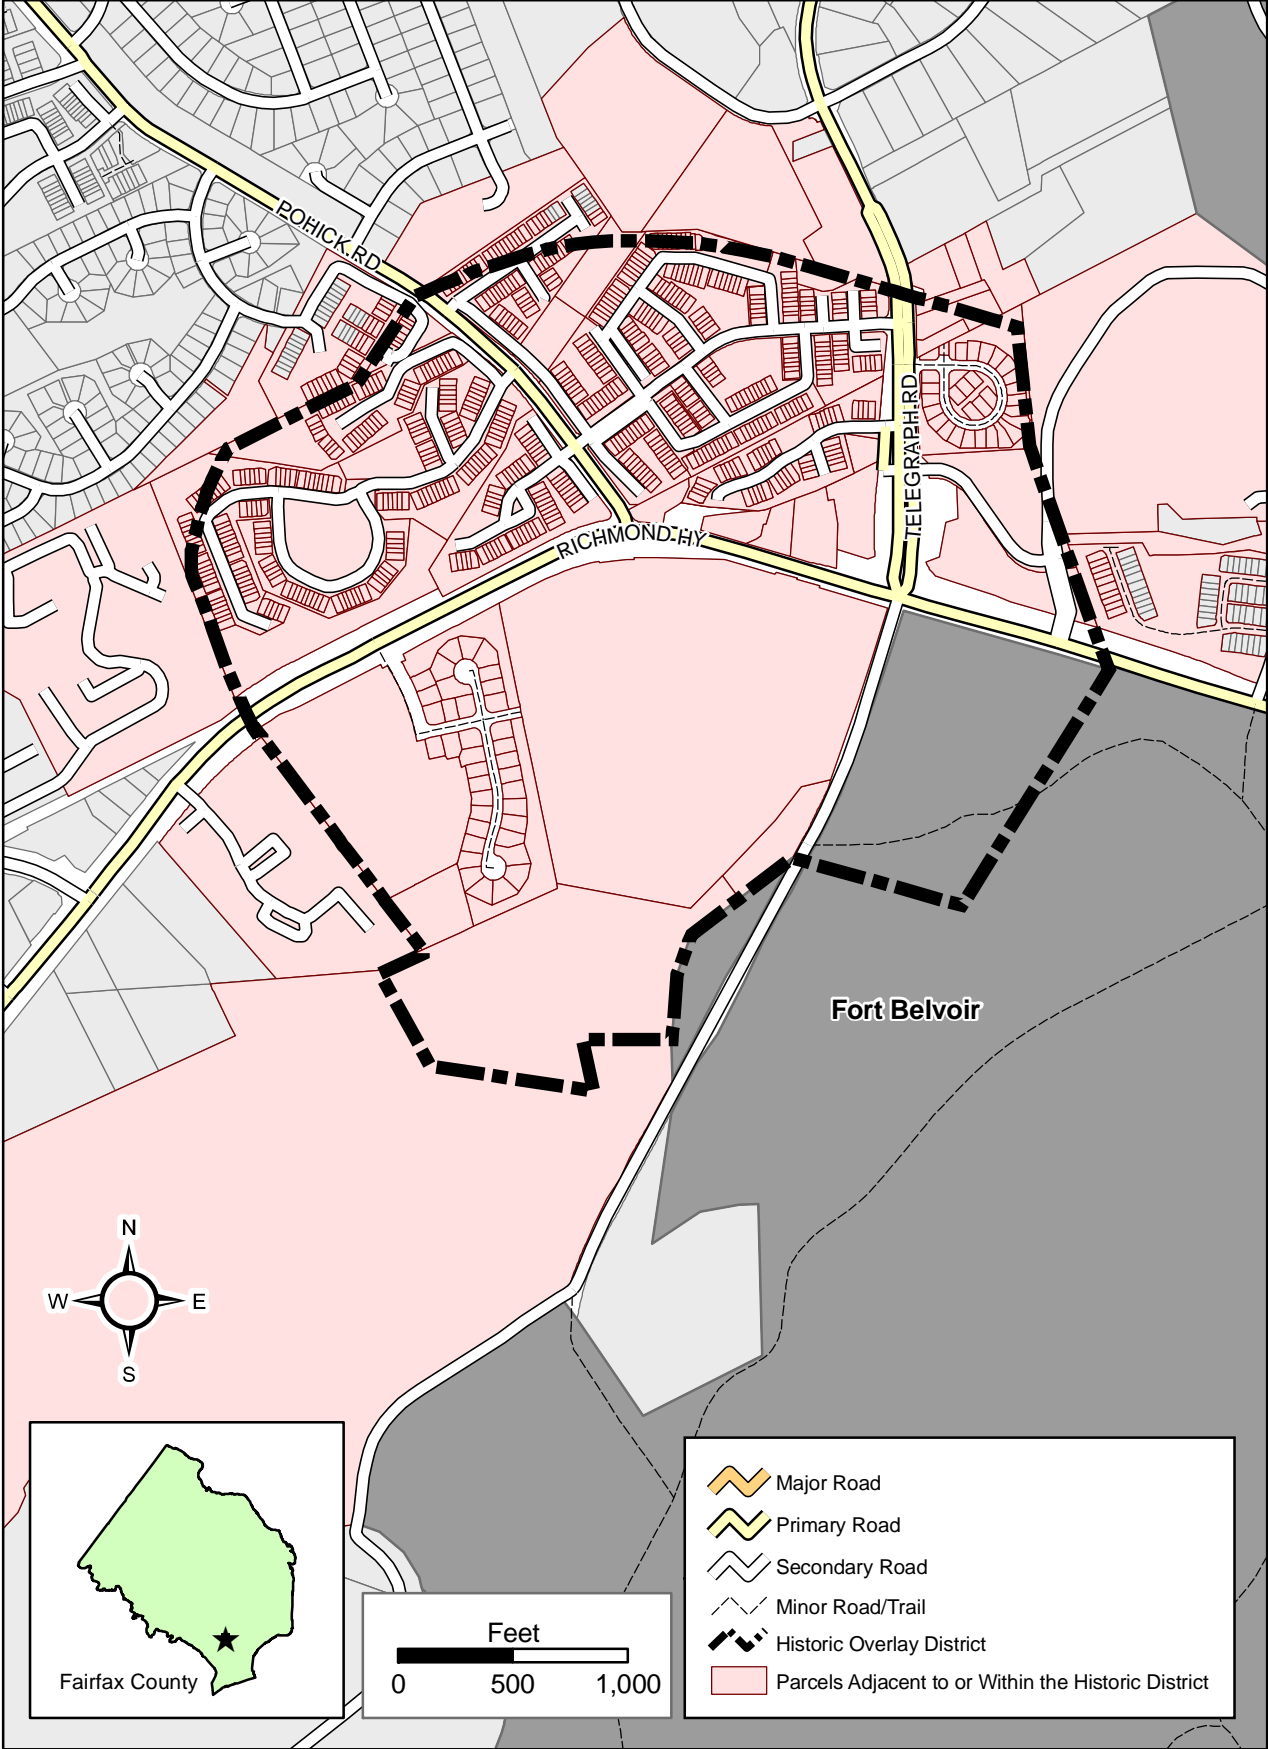 POHICK RD
TELEGRAPH RD
RICHMOND HY
Fort Belvoir
N
W E
S
Fairfax County
Feet
0 500 1,000
Major Road
Primary Road
Secondary Road
Minor Road/Trail
Historic Overlay District
Parcels Adjacent to or Within the Historic District